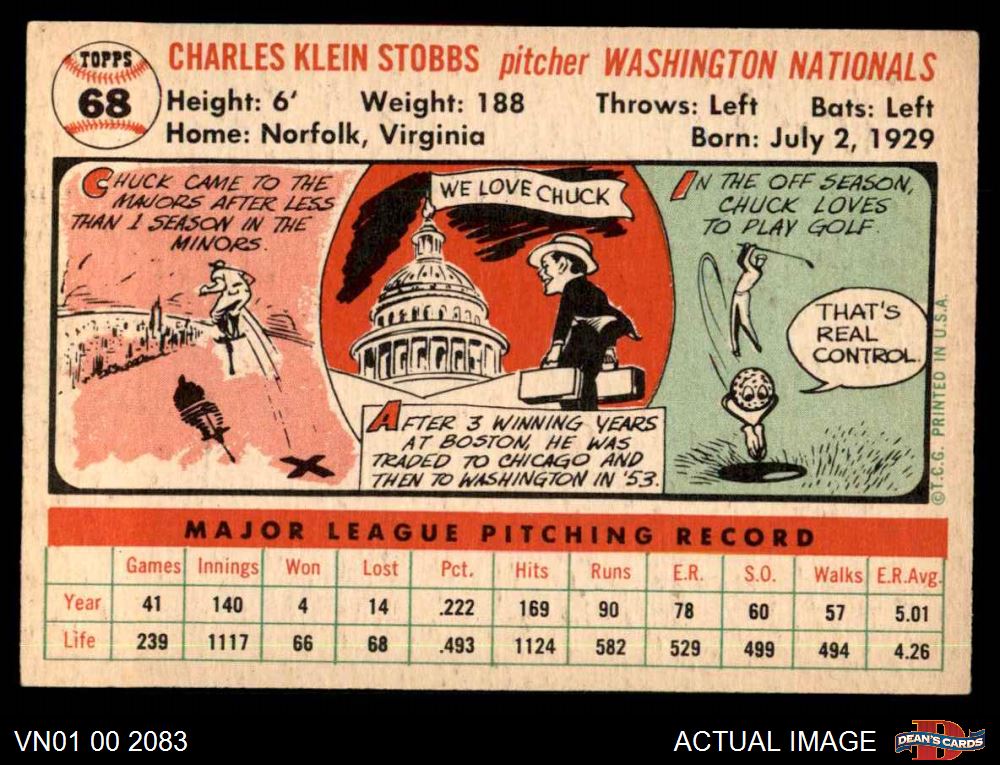 TOPPS
68
CHARLES KLEIN STOBBS pitcher WASHINGTON NATIONALS
Height: 6' Weight: 188 Throws: Left Bats: Left
Home: Norfolk, Virginia Born: July 2, 1929
CHUCK CAME TO THE
MAJORS AFTER LESS
THAN 1 SEASON IN THE
MINORS.
WE LOVE CHUCK
AFTER 3 WINNING YEARS
AT BOSTON, HE WAS
TRADED TO CHICAGO AND
THEN TO WASHINGTON IN '53.
IN THE OFF SEASON,
CHUCK LOVES
TO PLAY GOLF.
THAT'S
REAL
CONTROL.
©T.C.G. PRINTED IN U.S.A.
MAJOR LEAGUE PITCHING RECORD
Games Innings Won Lost Pct. Hits Runs E.R. S.O. Walks E.R.Avg.
Year 41 140 4 14 .222 169 90 78 60 57 5.01
Life 239 1117 66 68 .493 1124 582 529 499 494 4.26
VN01 00 2083 ACTUAL IMAGE DEAN'S CARDS